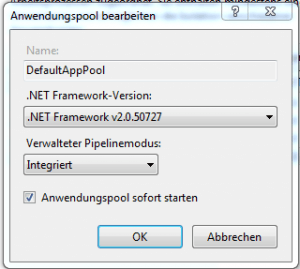 Anwendungspool bearbeiten
Name:
DefaultAppPool
.NET Framework-Version:
.NET Framework v2.0.50727
Verwalteter Pipelinemodus:
Integriert
Anwendungspool sofort starten
OK
Abbrechen